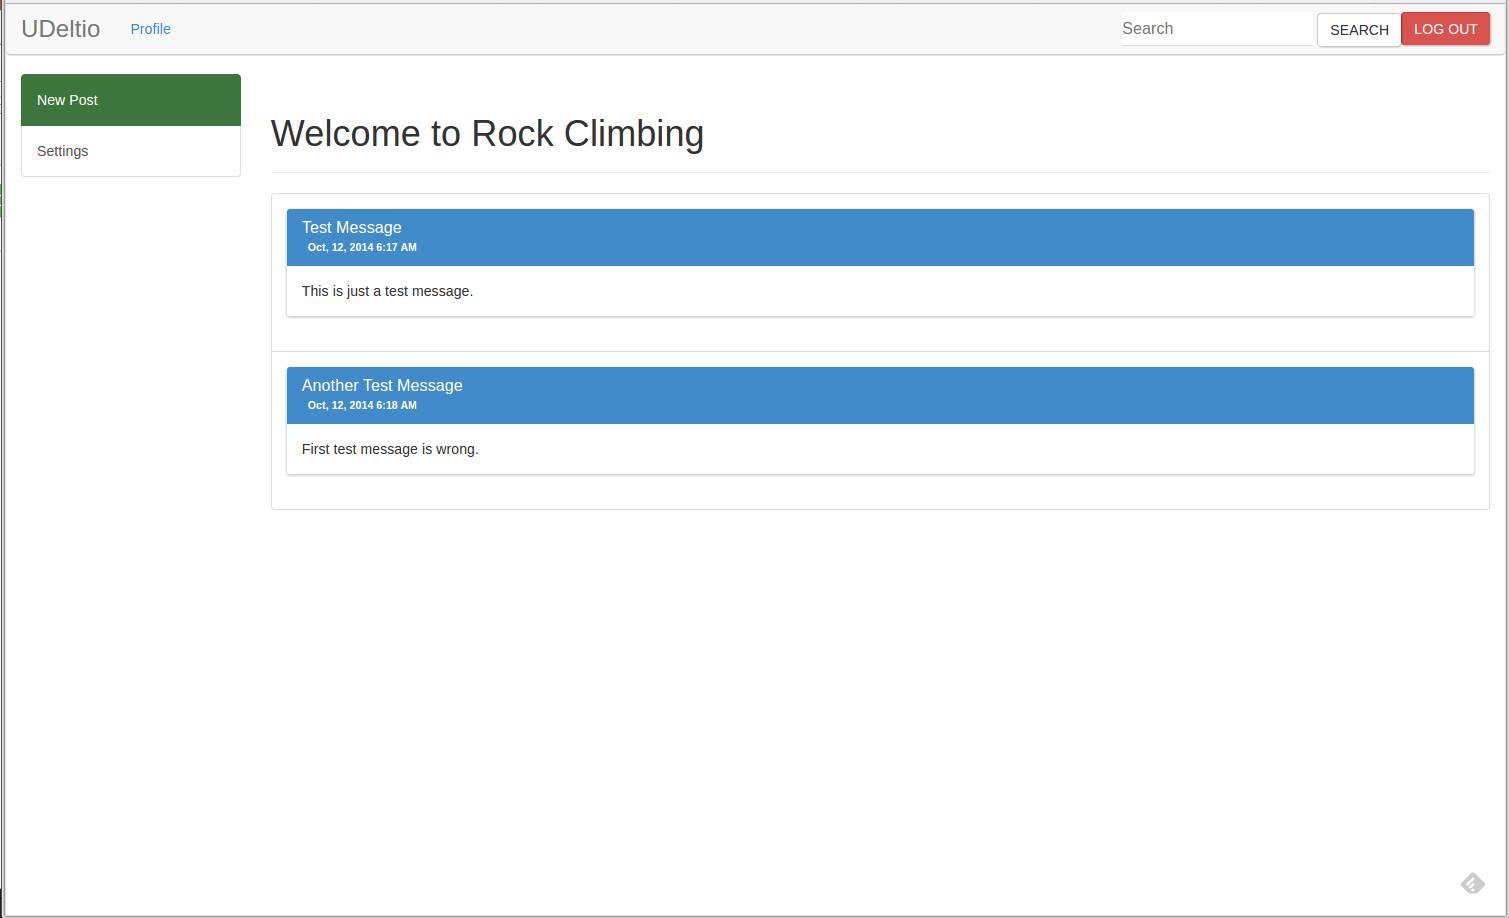 UDeltio Profile Search SEARCH LOG OUT
New Post
Settings
Welcome to Rock Climbing
Test Message
Oct, 12, 2014 6:17 AM
This is just a test message.
Another Test Message
Oct, 12, 2014 6:18 AM
First test message is wrong.